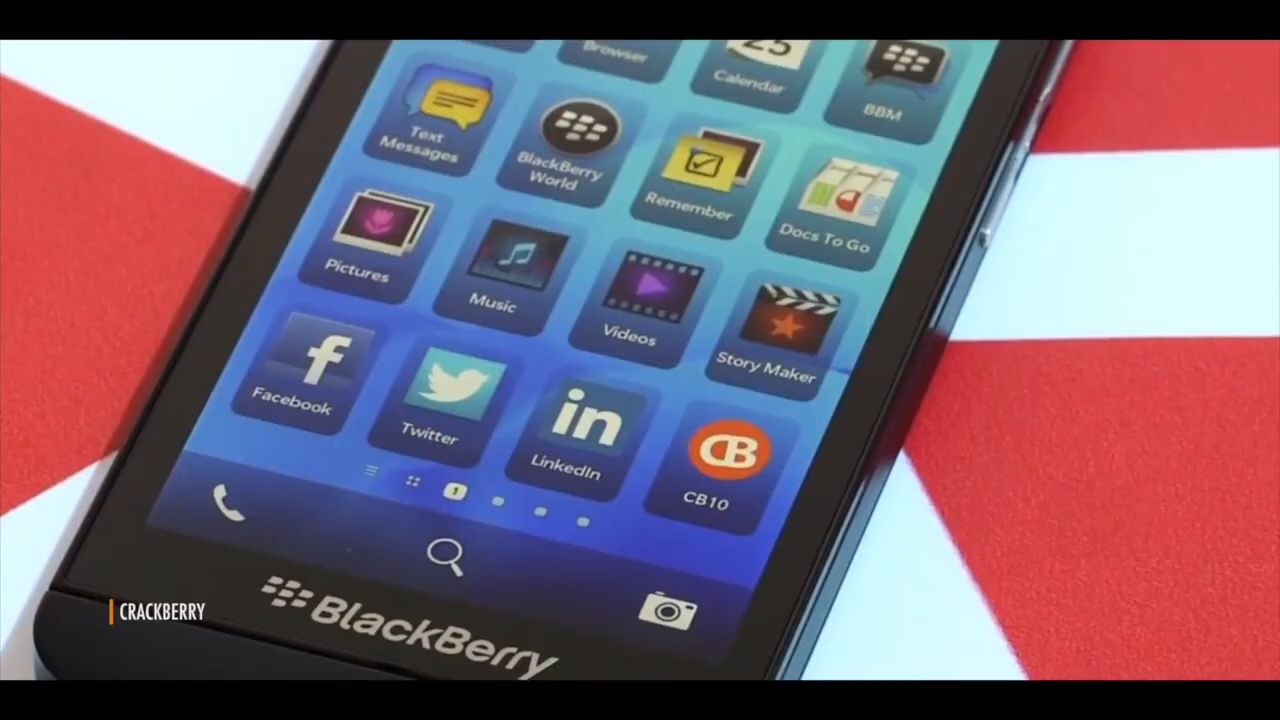 Browser
25
Calendar
BBM
Text
Messages
BlackBerry
World
Remember
Docs To Go
Pictures
Music
Videos
Story Maker
f
Facebook
Twitter
in
LinkedIn
CB
CB10
1
BlackBerry
CRACKBERRY